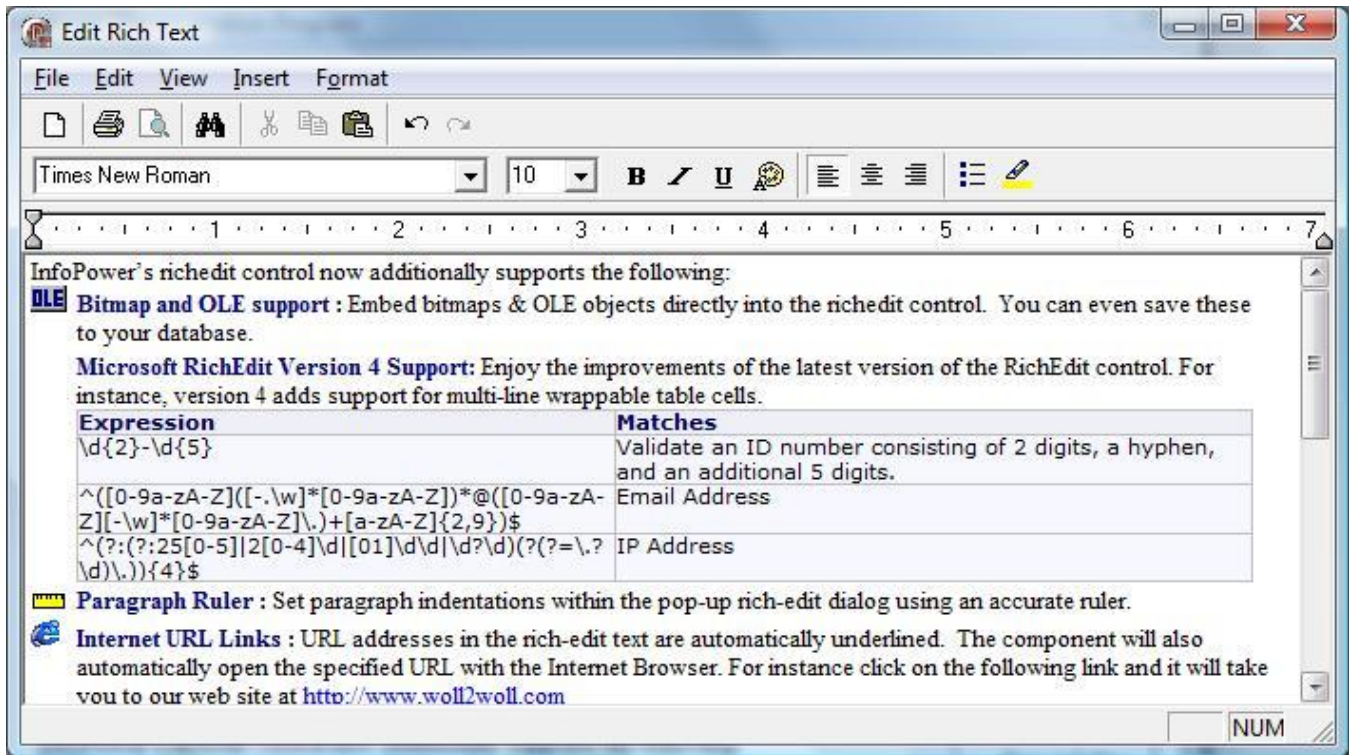 Edit Rich Text
File Edit View Insert Format
Times New Roman 10 B I U A
1 2 3 4 5 6 7
InfoPower's richedit control now additionally supports the following:
OLE Bitmap and OLE support : Embed bitmaps & OLE objects directly into the richedit control. You can even save these
to your database.
Microsoft RichEdit Version 4 Support: Enjoy the improvements of the latest version of the RichEdit control. For
instance, version 4 adds support for multi-line wrappable table cells.
Expression Matches
\d{2}-\d{5} Validate an ID number consisting of 2 digits, a hyphen,
and an additional 5 digits.
^([0-9a-zA-Z]([-.\w]*[0-9a-zA-Z])*@([0-9a-zA- Email Address
Z][-\w]*[0-9a-zA-Z]\.)+[a-zA-Z]{2,9})$
^(?:(?:25[0-5]|2[0-4]\d|[01]\d\d|\d?\d)(?(?=\.? IP Address
\d)\.)){4}$
Paragraph Ruler : Set paragraph indentations within the pop-up rich-edit dialog using an accurate ruler.
Internet URL Links : URL addresses in the rich-edit text are automatically underlined. The component will also
automatically open the specified URL with the Internet Browser. For instance click on the following link and it will take
you to our web site at http://www.woll2woll.com
NUM